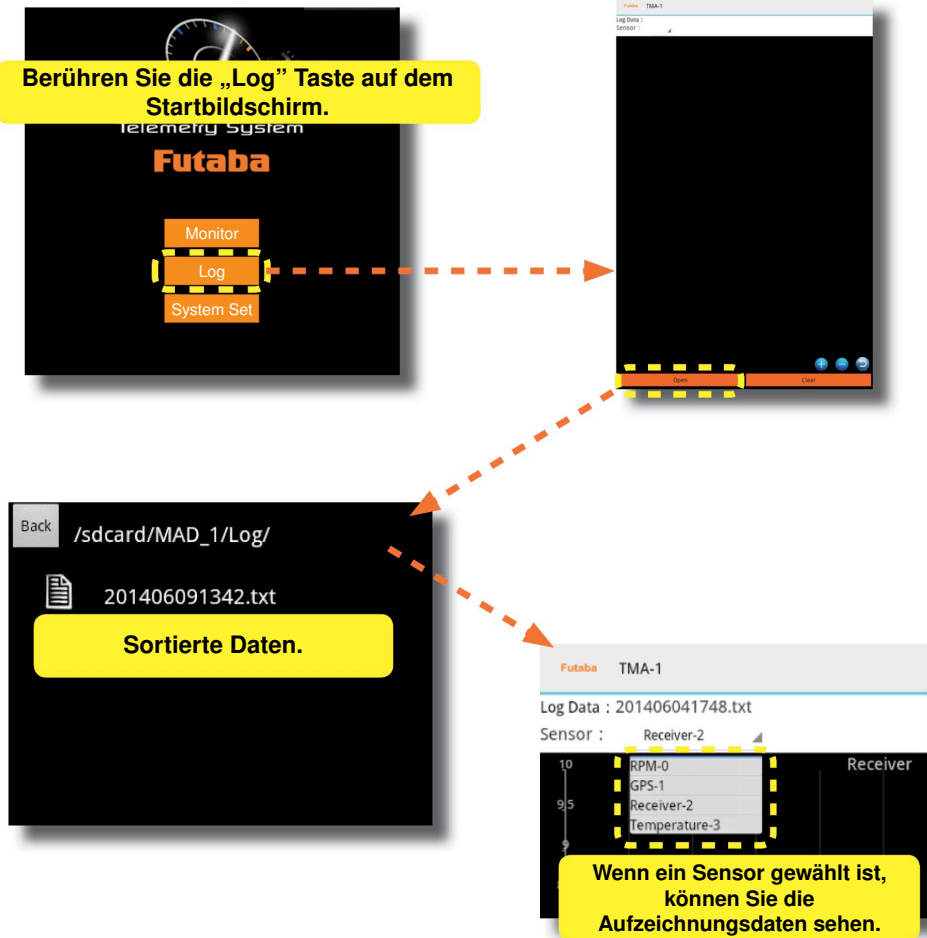 Berühren Sie die „Log” Taste auf dem
Startbildschirm.
Telemetry System
Futaba
Monitor
Log
System Set
Futaba TMA-1
Log Data :
Sensor :
Open Clear
Back /sdcard/MAD_1/Log/
201406091342.txt
Sortierte Daten.
Futaba TMA-1
Log Data : 201406041748.txt
Sensor : Receiver-2
10 Receiver
RPM-0
GPS-1
9,5 Receiver-2
Temperature-3
9
Wenn ein Sensor gewählt ist,
können Sie die
Aufzeichnungsdaten sehen.